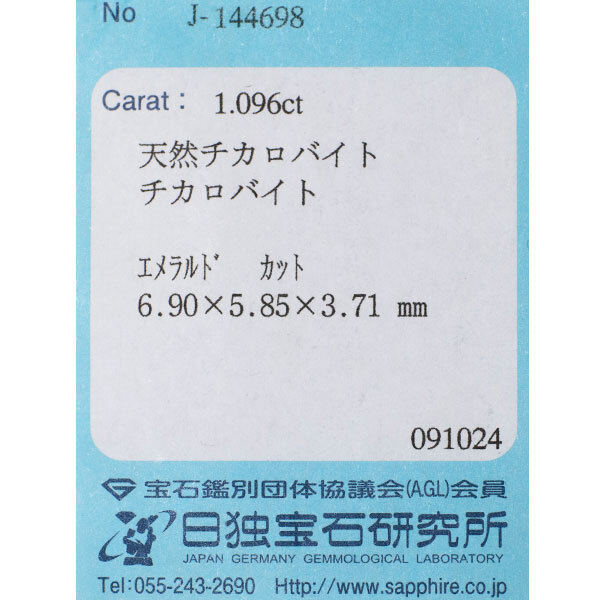 No J-144698
Carat: 1.096ct
天然チカロバイト
チカロバイト
ｴﾒﾗﾙﾄﾞ ｶｯﾄ
6.90×5.85×3.71 mm
091024
宝石鑑別団体協議会(AGL)会員
日独宝石研究所
JAPAN GERMANY GEMMOLOGICAL LABORATORY
Tel:055-243-2690 Http://www.sapphire.co.jp